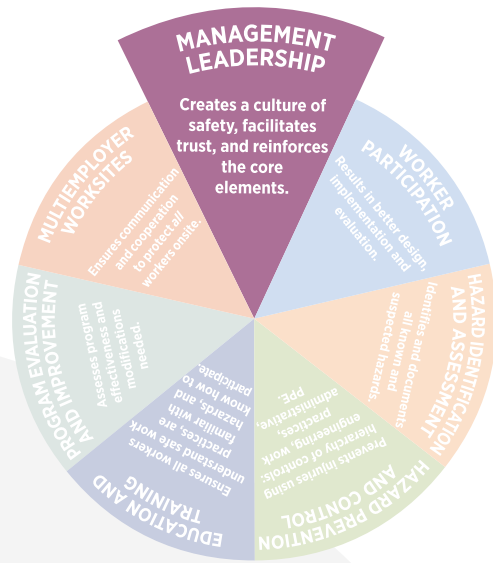 MANAGEMENT
LEADERSHIP
Creates a culture of
safety, facilitates
trust, and reinforces
the core
elements.
WORKER
PARTICIPATION
Results in better design,
implementation and
evaluation.
HAZARD IDENTIFICATION
AND ASSESSMENT
Identifies and documents
all known and
suspected hazards.
HAZARD PREVENTION
AND CONTROL
Prevents injuries using
hierarchy of controls:
engineering, work
practices,
administrative,
PPE.
EDUCATION AND
TRAINING
Ensures all workers
understand safe work
practices, are
familiar with
hazards, and
know how to
participate.
PROGRAM EVALUATION
AND IMPROVEMENT
Assesses program
effectiveness and
modifications
needed.
MULTIEMPLOYER
WORKSITES
Ensures communication
and cooperation
to protect all
workers onsite.